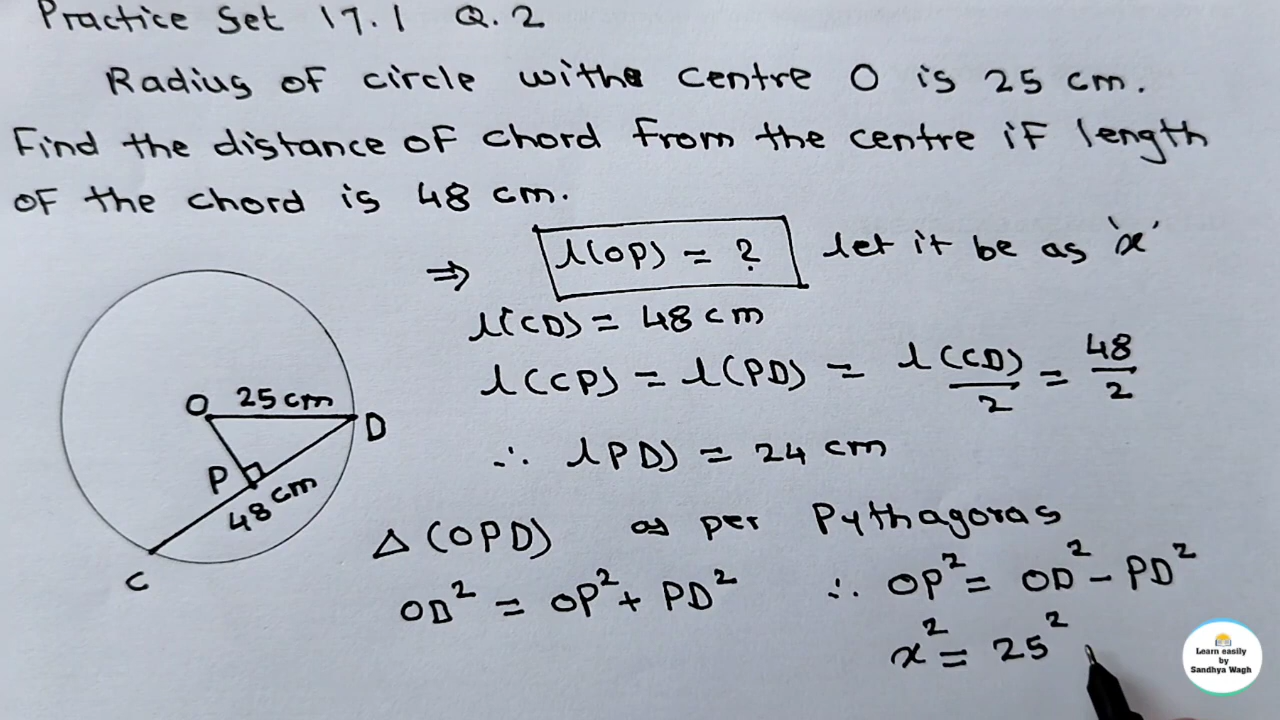 Practice Set 17.1 Q.2
Radius of circle with centre O is 25 cm.
Find the distance of chord from the centre if length
of the chord is 48 cm.
⇒ l(OP) = ? let it be as 'x'
l(CD) = 48 cm
l(CP) = l(PD) = l(CD)/2 = 48/2
∴ l(PD) = 24 cm
Δ(OPD) as per Pythagoras
OD² = OP² + PD² ∴ OP² = OD² - PD²
x² = 25²
O 25 cm D
P
48 cm
C
Learn easily
by
Sandhya Wagh